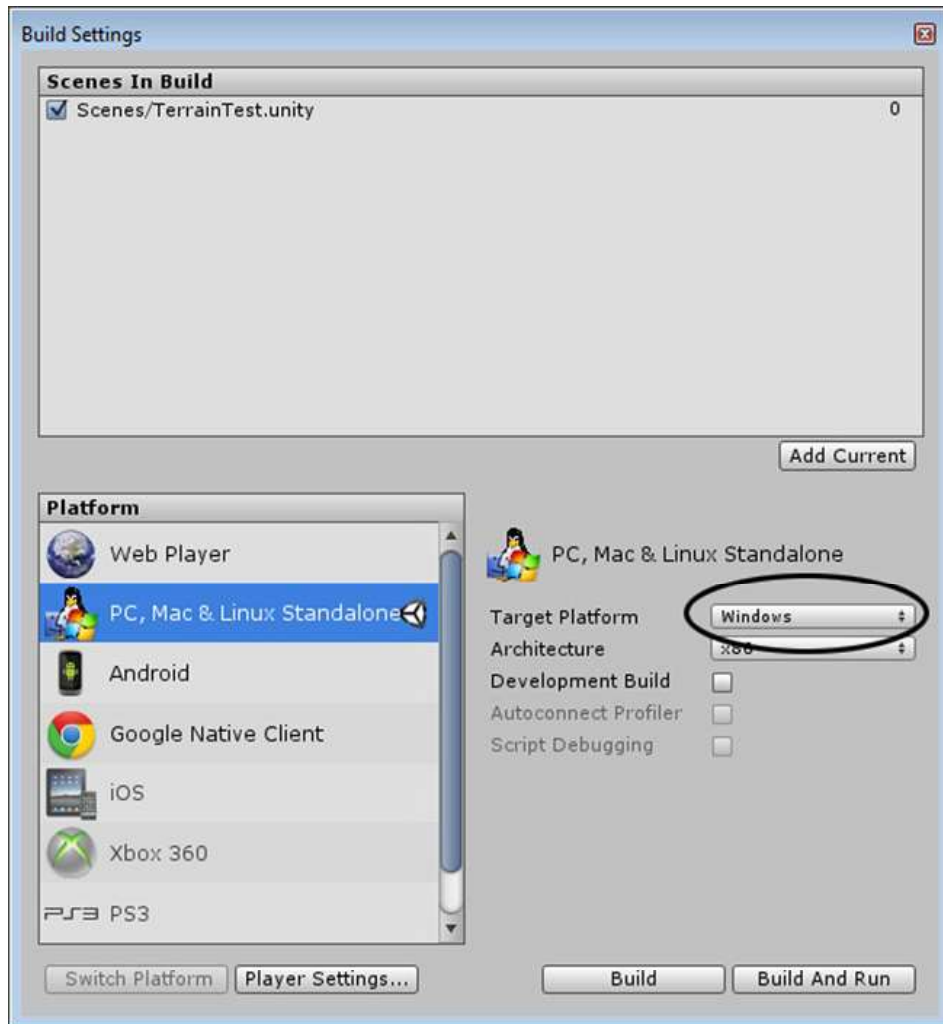 Build Settings
Scenes In Build
Scenes/TerrainTest.unity 0
Add Current
Platform
Web Player
PC, Mac & Linux Standalone
Android
Google Native Client
iOS
Xbox 360
PS3 PS3
PC, Mac & Linux Standalone
Target Platform Windows
Architecture x86
Development Build
Autoconnect Profiler
Script Debugging
Switch Platform Player Settings... Build Build And Run